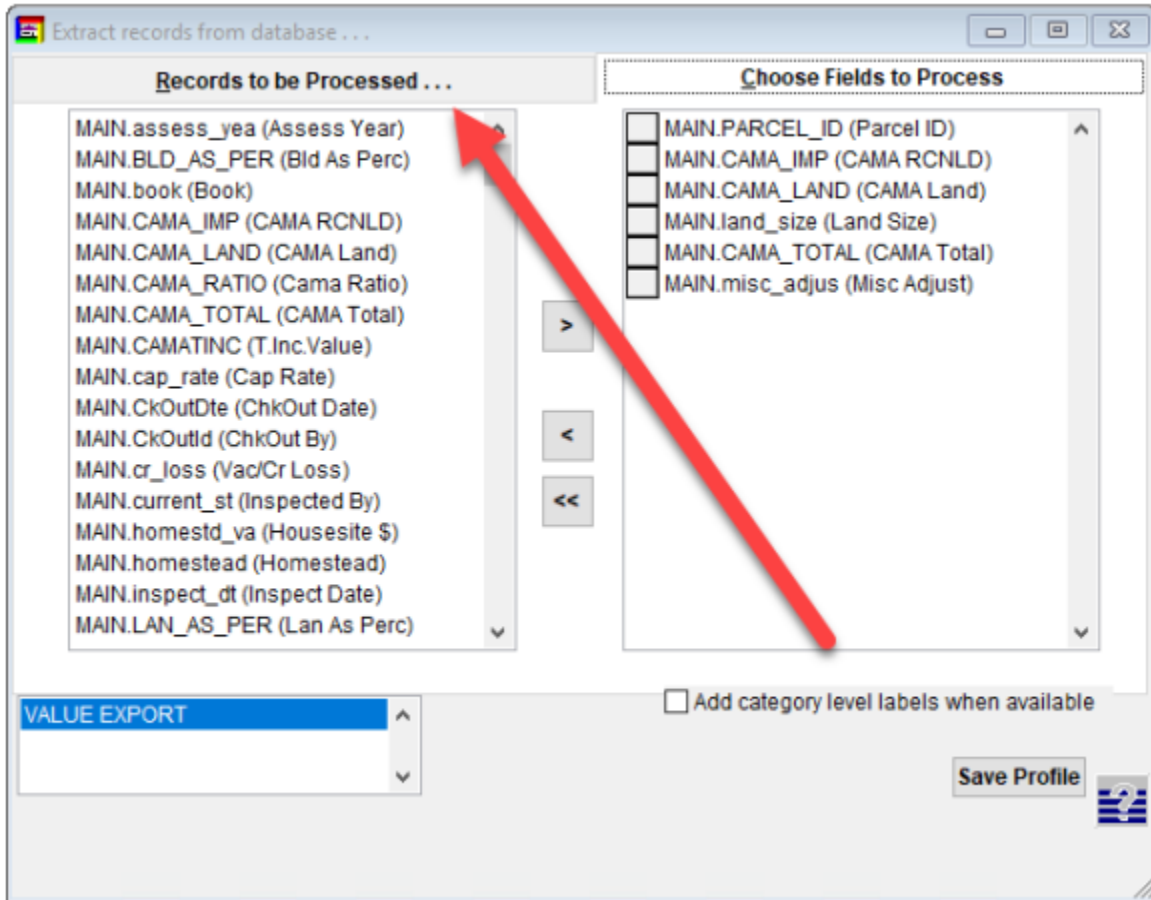 Extract records from database . . .
Records to be Processed . . .
Choose Fields to Process
MAIN.assess_yea (Assess Year)
MAIN.BLD_AS_PER (Bld As Perc)
MAIN.book (Book)
MAIN.CAMA_IMP (CAMA RCNLD)
MAIN.CAMA_LAND (CAMA Land)
MAIN.CAMA_RATIO (Cama Ratio)
MAIN.CAMA_TOTAL (CAMA Total)
MAIN.CAMATINC (T.Inc.Value)
MAIN.cap_rate (Cap Rate)
MAIN.CkOutDte (ChkOut Date)
MAIN.CkOutId (ChkOut By)
MAIN.cr_loss (Vac/Cr Loss)
MAIN.current_st (Inspected By)
MAIN.homestd_va (Housesite $)
MAIN.homestead (Homestead)
MAIN.inspect_dt (Inspect Date)
MAIN.LAN_AS_PER (Lan As Perc)
>
<
<<
MAIN.PARCEL_ID (Parcel ID)
MAIN.CAMA_IMP (CAMA RCNLD)
MAIN.CAMA_LAND (CAMA Land)
MAIN.land_size (Land Size)
MAIN.CAMA_TOTAL (CAMA Total)
MAIN.misc_adjus (Misc Adjust)
VALUE EXPORT
Add category level labels when available
Save Profile
?